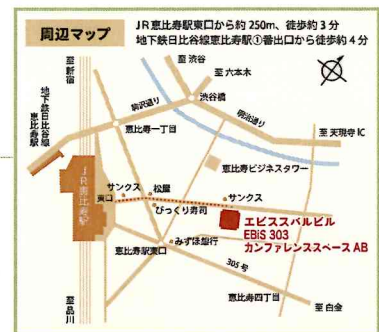 周辺マップ
JR恵比寿駅東口から約250m、徒歩約3分
地下鉄日比谷線恵比寿駅①番出口から徒歩約4分
至新宿
至 渋谷
至 六本木
地下鉄日比谷線
恵比寿駅
駒沢通り
渋谷橋
明治通り
至 天現寺IC
恵比寿一丁目
恵比寿ビジネスタワー
JR恵比寿駅
サンクス
松屋
サンクス
東口
びっくり寿司
エビススバルビル
EBiS 303
カンファレンススペース AB
みずほ銀行
恵比寿駅東口
305号
恵比寿四丁目
至品川
至 白金